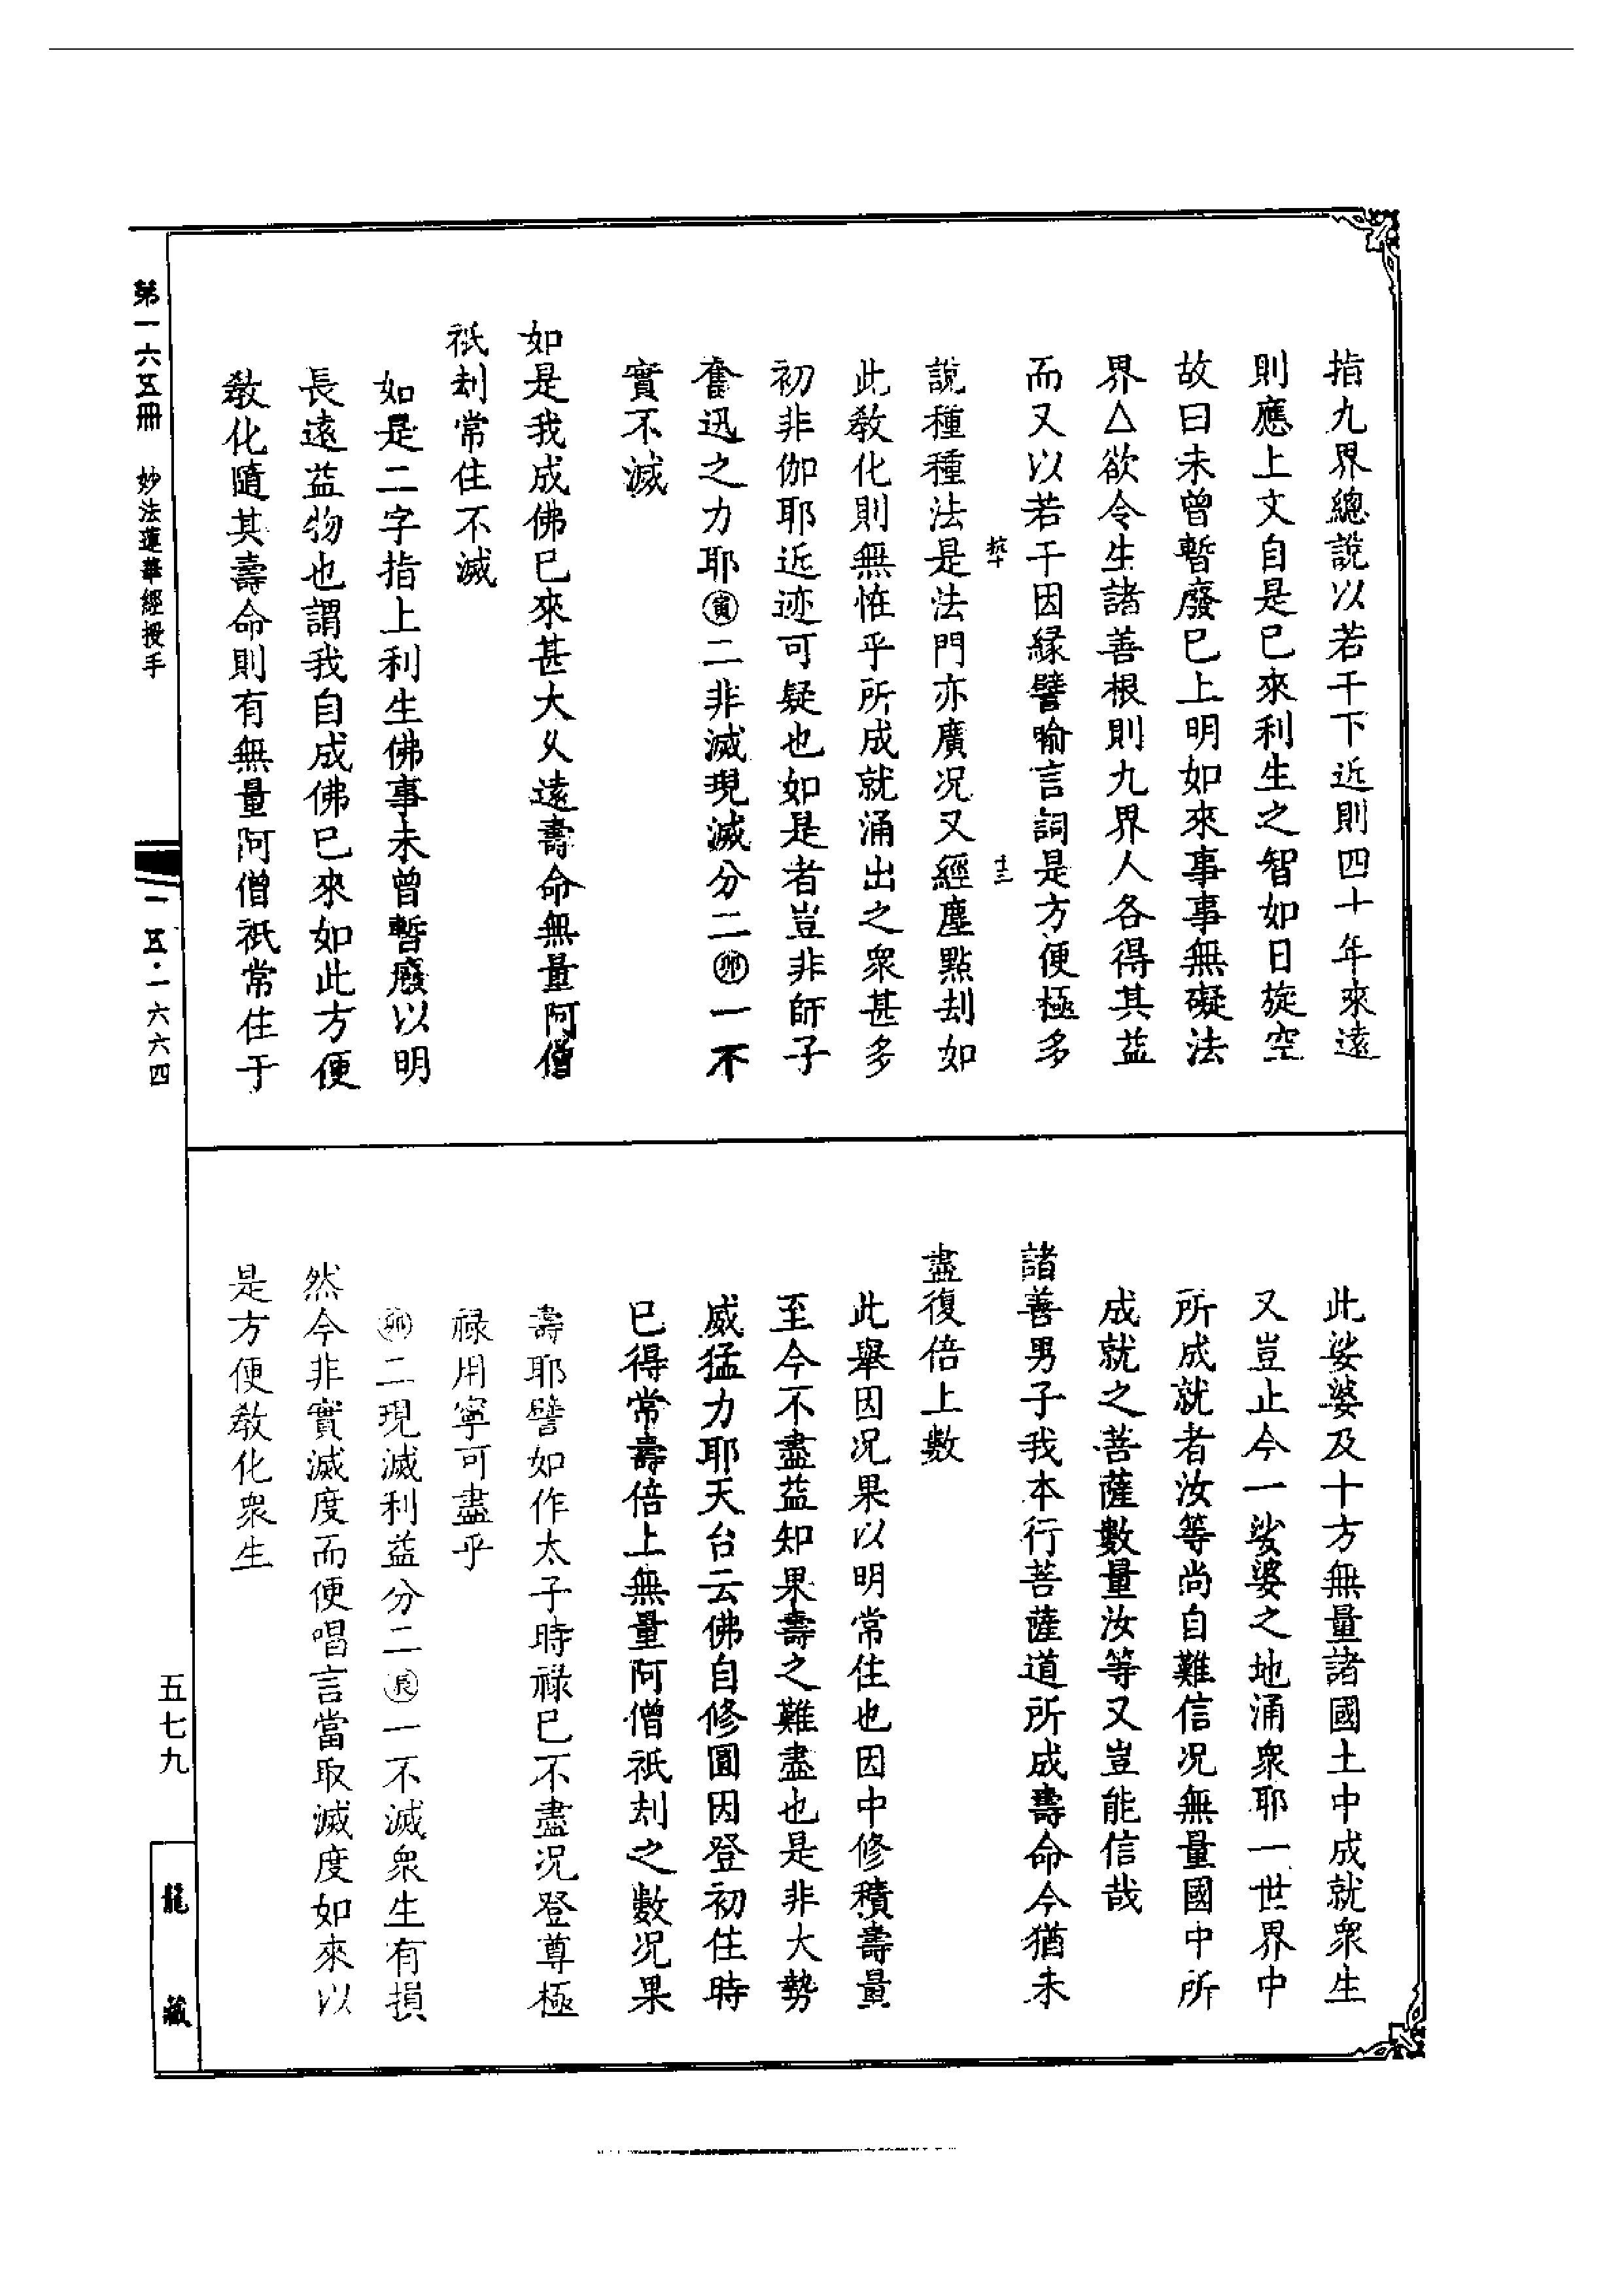 指九界總說以若干下近則四十年來遠
則應上文自是已來利生之智如日旋空
故曰未曾暫廢已上明如來事事無礙法
界△欲令生諸善根則九界人各得其益
而又以若干因緣譬喻言詞是方便極多
十三
說種種法是法門亦廣況又經塵點刦如
此教化則無怪乎所成就涌出之衆甚多
初非伽耶近迹可疑也如是者豈非師子
奮迅之力耶㊞二非滅現滅分二㊞一不
實不滅
如是我成佛已來甚大久遠壽命無量阿僧
祇刦常住不滅
如是二字指上利生佛事未曾暫廢以明
長遠益物也謂我自成佛已來如此方便
教化隨其壽命則有無量阿僧祇常住于
此娑婆及十方無量諸國土中成就衆生
又豈止今一娑婆之地涌衆耶一世界中
所成就者汝等尚自難信况無量國中所
成就之菩薩數量汝等又豈能信哉
諸善男子我本行菩薩道所成壽命今猶未
盡復倍上數
此舉因况果以明常住也因中修積壽量
至今不盡益知果壽之難盡也是非大勢
威猛力耶天台云佛自修圓因登初住時
已得常壽倍上無量阿僧祇刦之數况果
壽耶譬如作太子時祿已不盡况登尊極
祿用寧可盡乎
卯二現滅利益分二辰一不滅衆生有損
然今非實滅度而便唱言當取滅度如來以
是方便教化衆生
第一六五冊　妙法蓮華經授手
一五·一六六四
五七九
龍藏